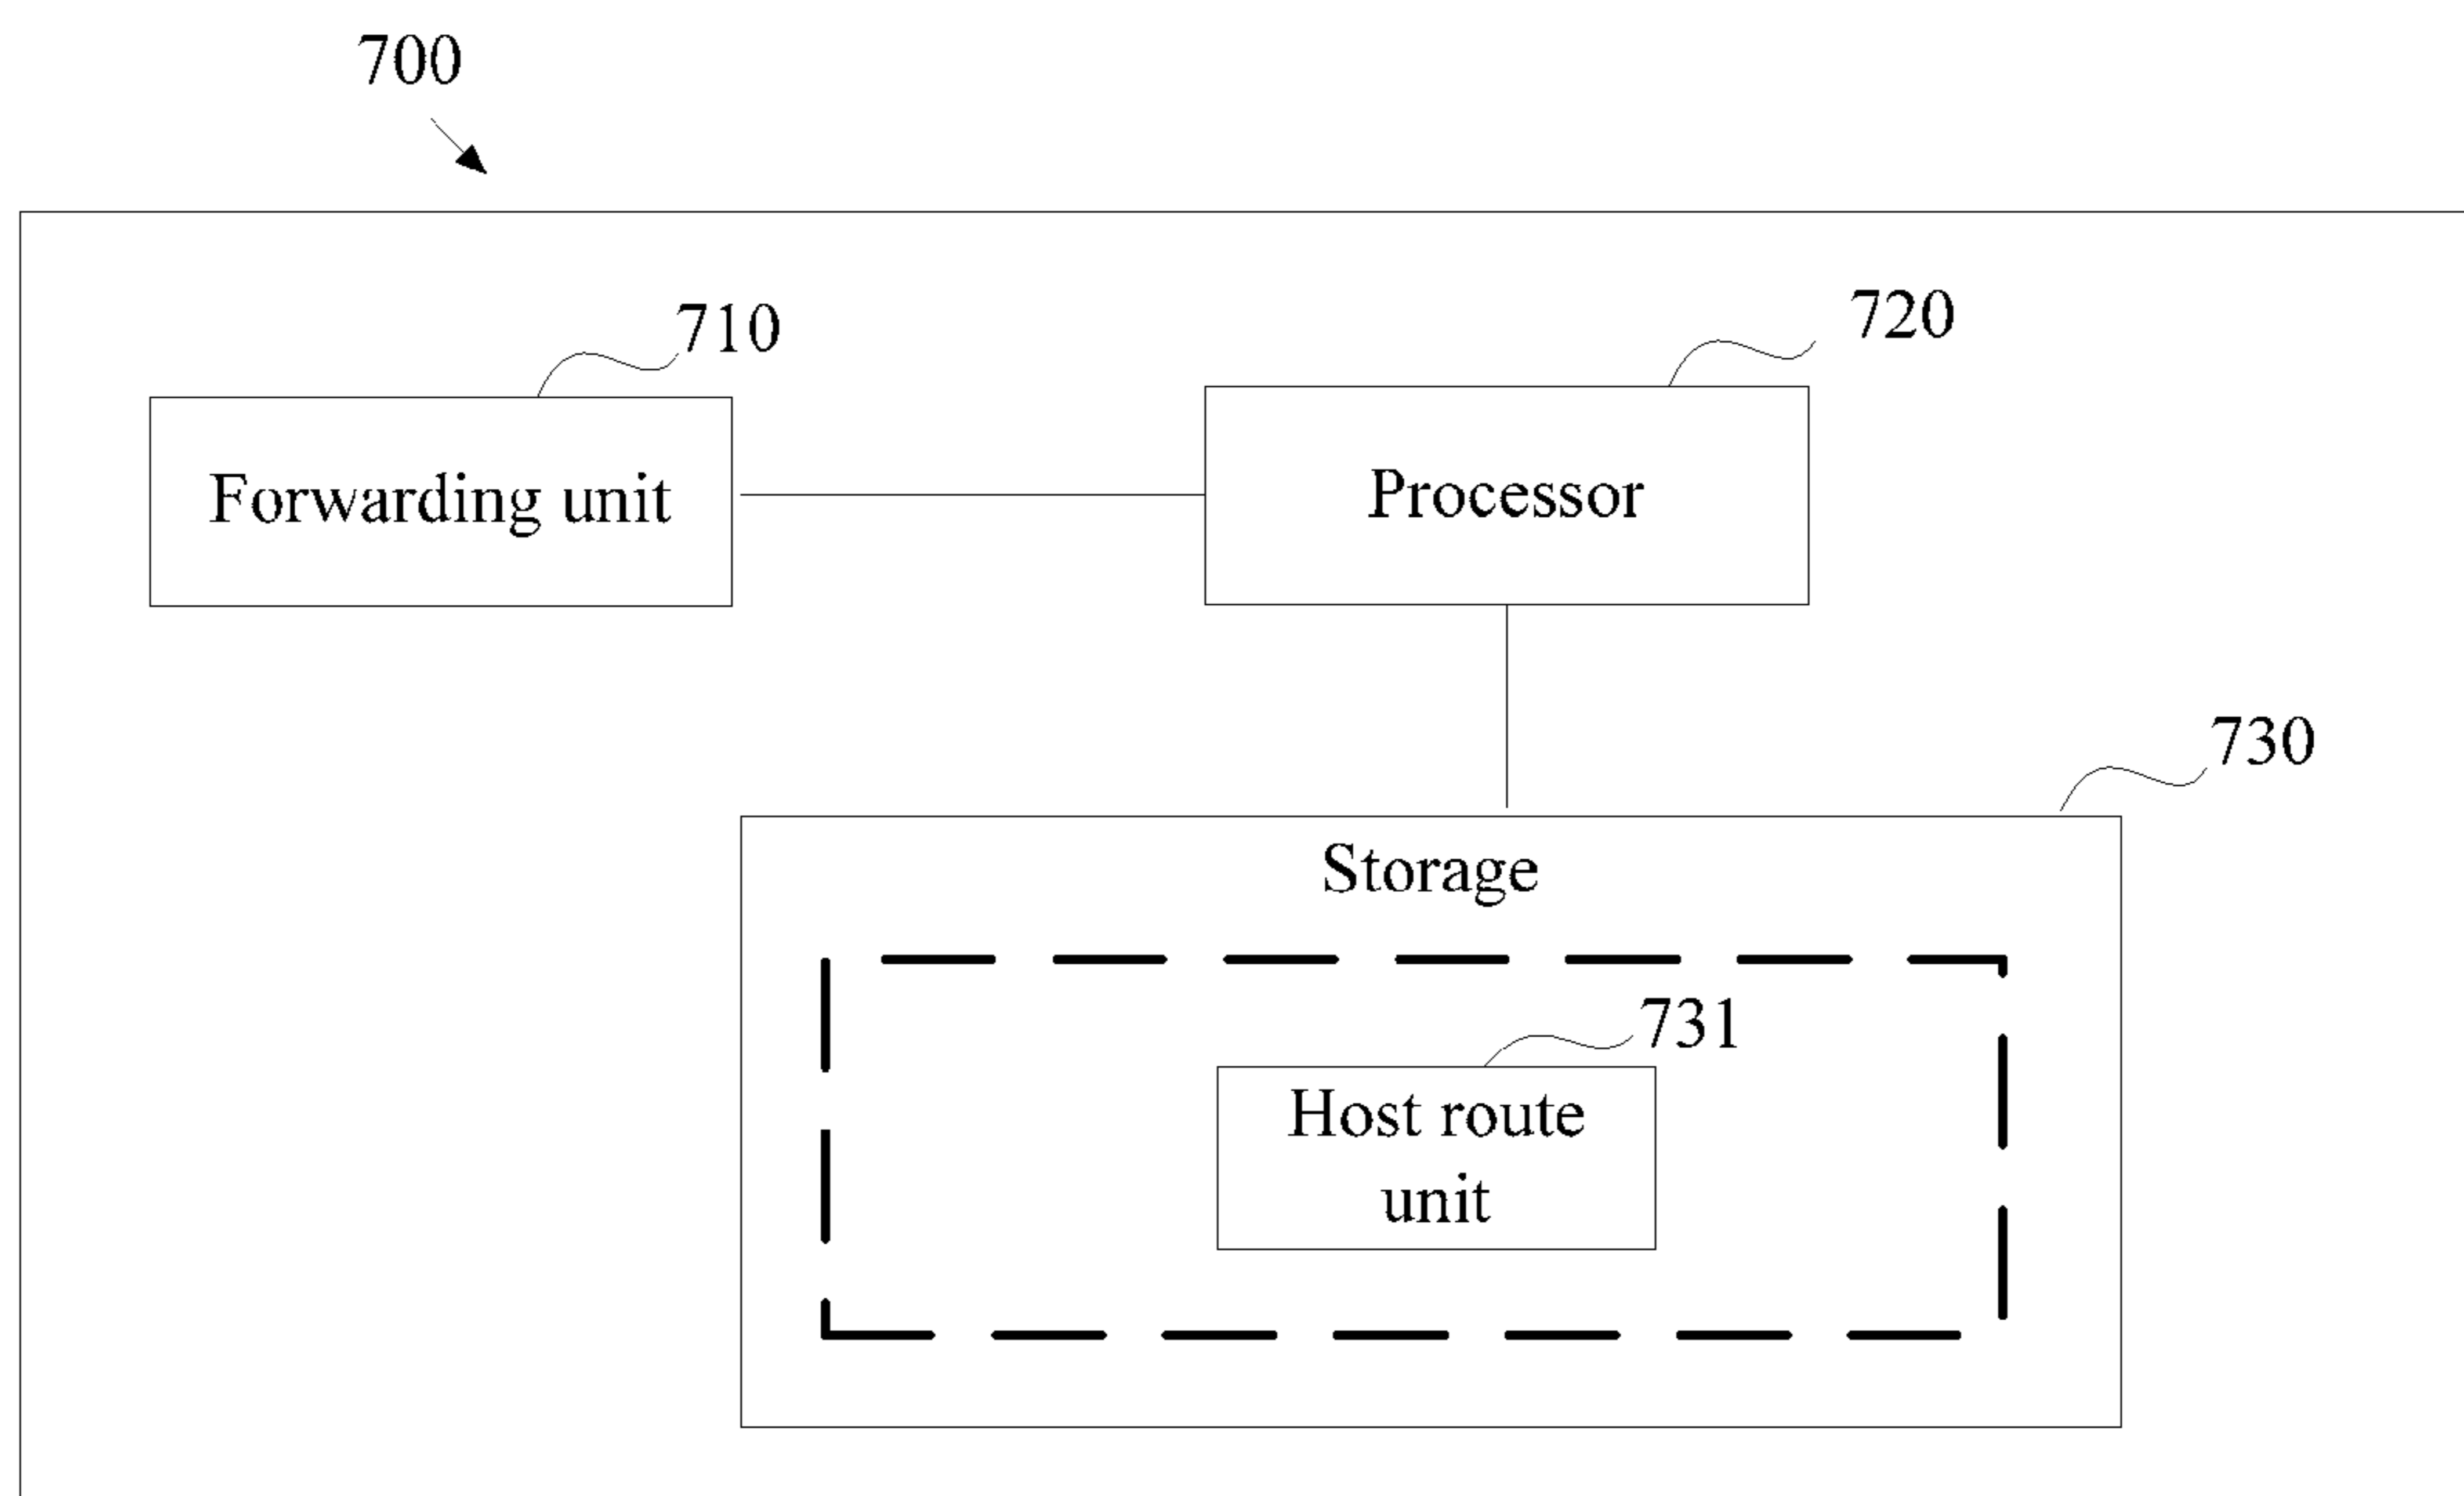 700
710
720
Forwarding unit
Processor
730
Storage
731
Host route
unit